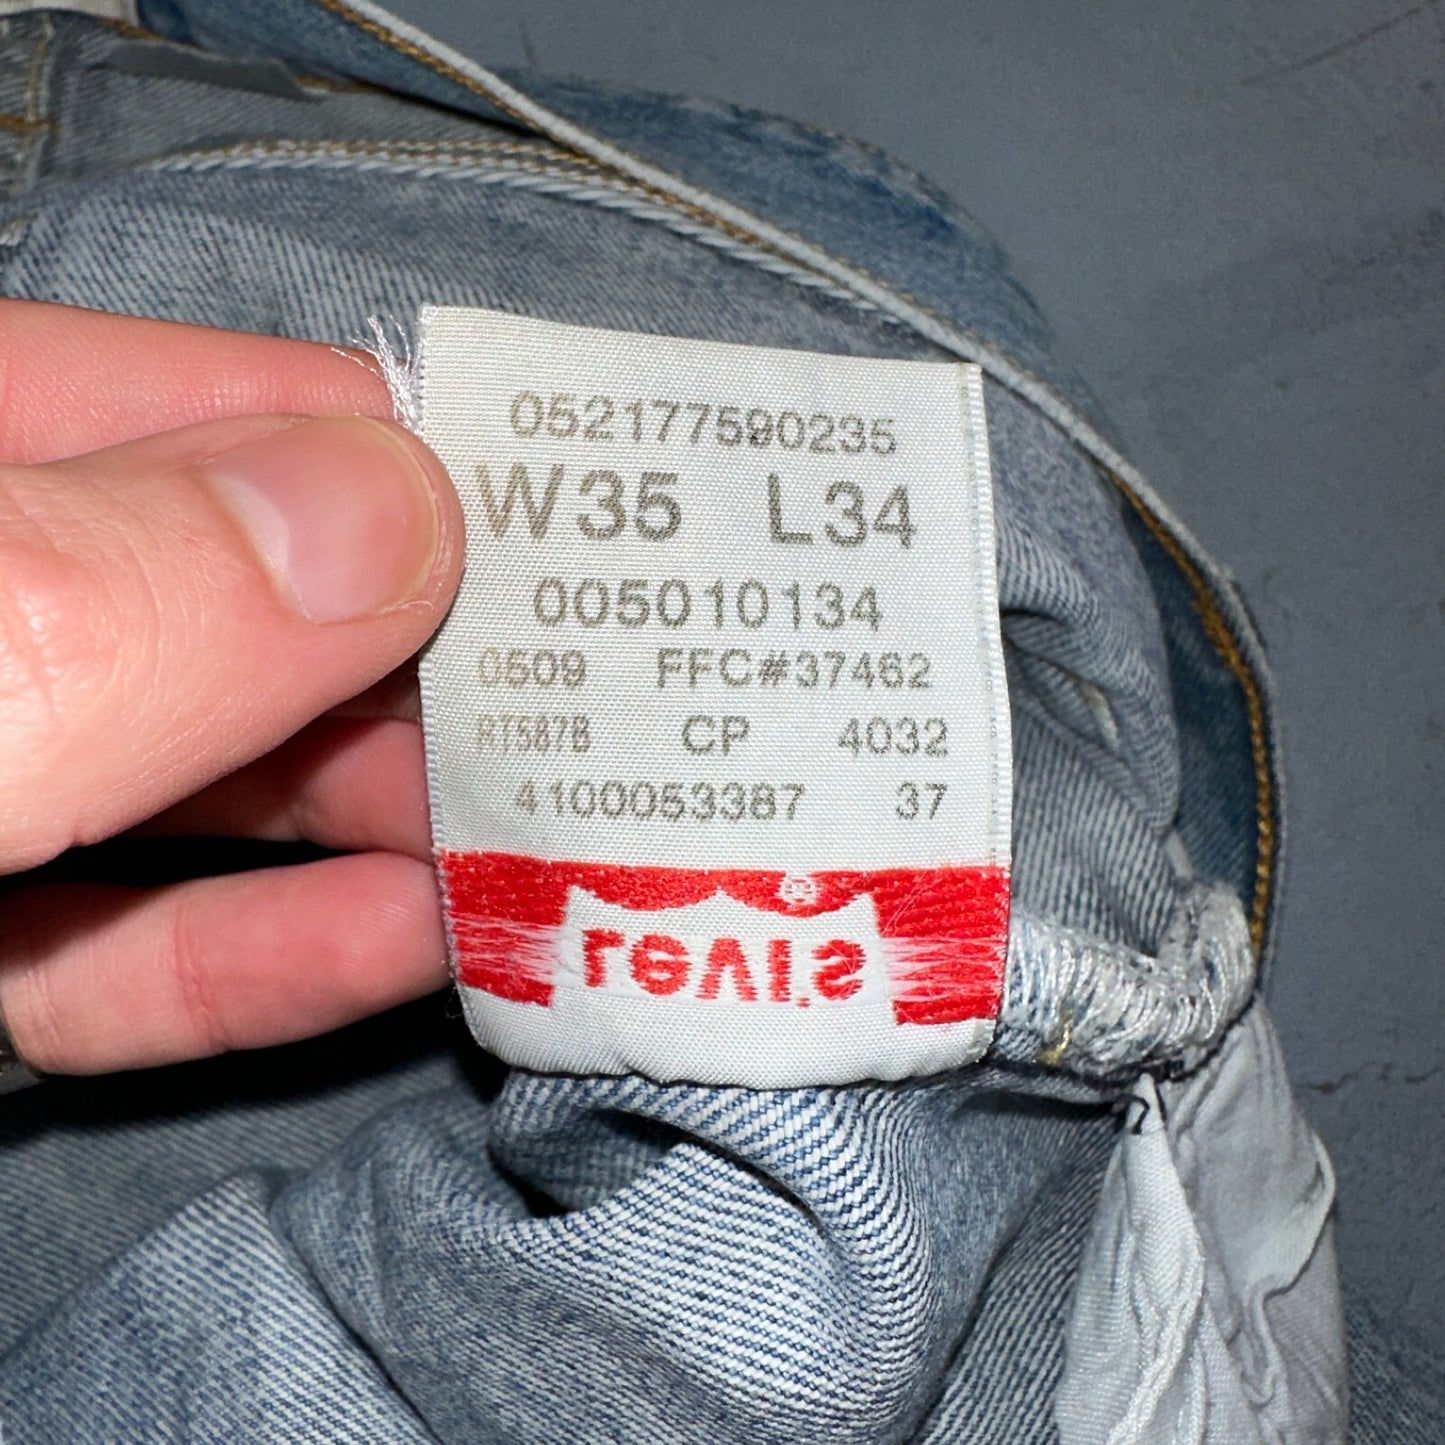 052177590235
W35 L34
005010134
0509 FFC#37462
RT587B CP 4032
4100053387 37
Levi's ®